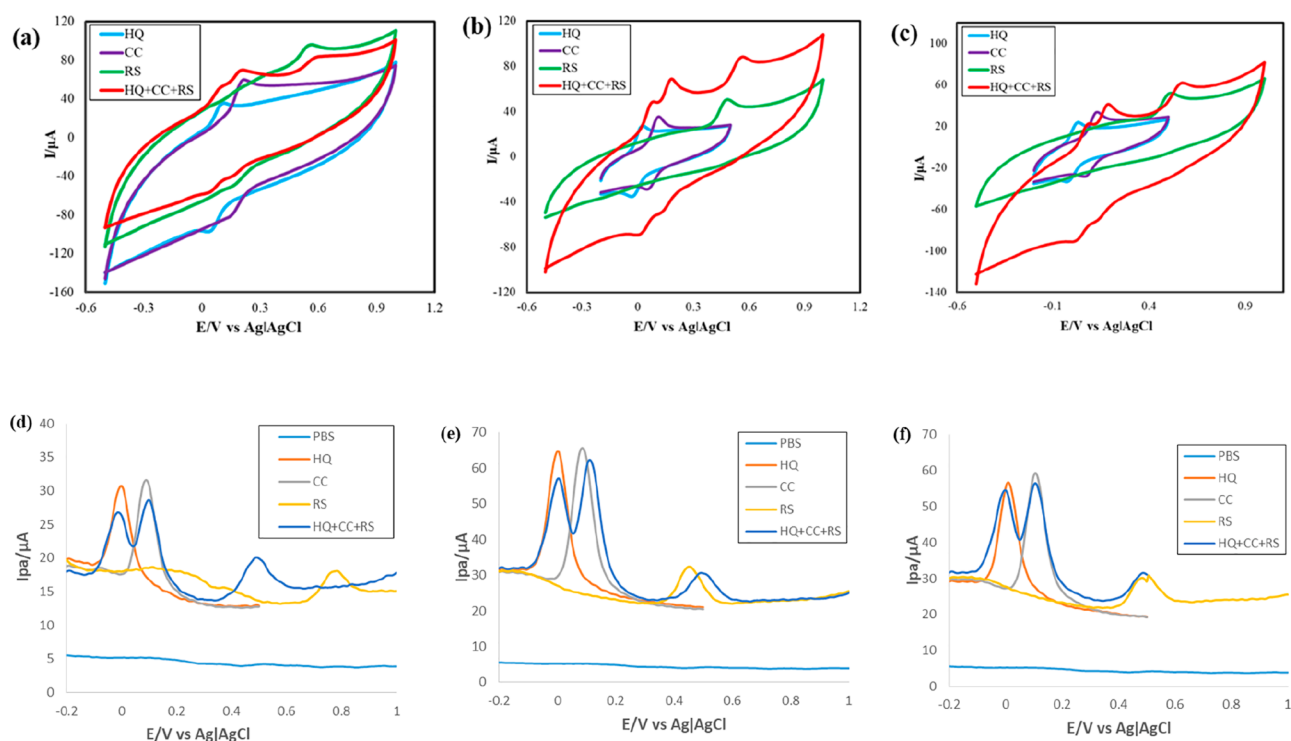 (a)
HQ
CC
RS
HQ+CC+RS
120
80
40
0
-40
-80
-120
-160
I/µA
-0.6 -0.3 0 0.3 0.6 0.9 1.2
E/V vs Ag|AgCl
(b)
HQ
CC
RS
HQ+CC+RS
120
80
40
0
-40
-80
-120
I/µA
-0.6 -0.3 0 0.3 0.6 0.9 1.2
E/V vs Ag|AgCl
(c)
HQ
CC
RS
HQ+CC+RS
100
60
20
-20
-60
-100
-140
I/µA
-0.6 -0.1 0.4 0.9
E/V vs Ag|AgCl
(d)
PBS
HQ
CC
RS
HQ+CC+RS
40
35
30
25
20
15
10
5
0
Ipa/µA
-0.2 0 0.2 0.4 0.6 0.8 1
E/V vs Ag|AgCl
(e)
PBS
HQ
CC
RS
HQ+CC+RS
70
60
50
40
30
20
10
0
Ipa/µA
-0.2 0 0.2 0.4 0.6 0.8 1
E/V vs Ag|AgCl
(f)
PBS
HQ
CC
RS
HQ+CC+RS
70
60
50
40
30
20
10
0
Ipa/µA
-0.2 0 0.2 0.4 0.6 0.8 1
E/V vs Ag|AgCl